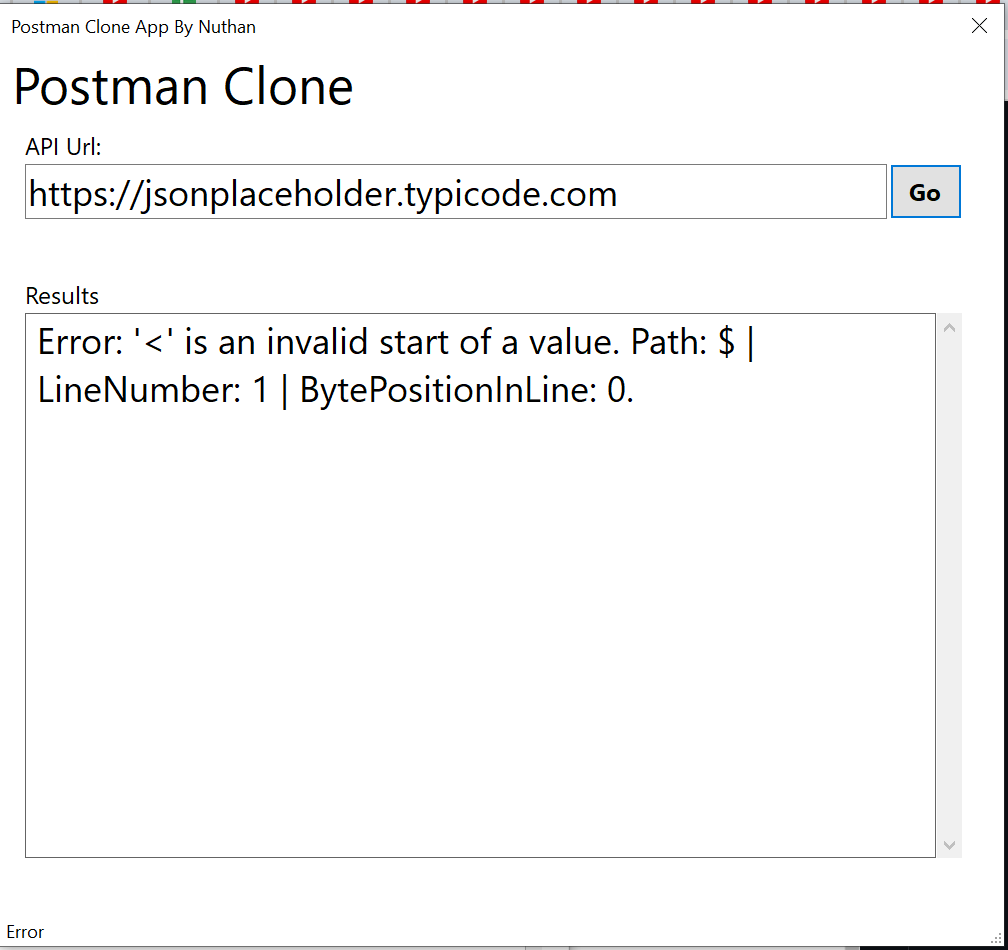 Postman Clone App By Nuthan
Postman Clone
API Url:
https://jsonplaceholder.typicode.com
Go
Results
Error: '<' is an invalid start of a value. Path: $ |
LineNumber: 1 | BytePositionInLine: 0.
Error